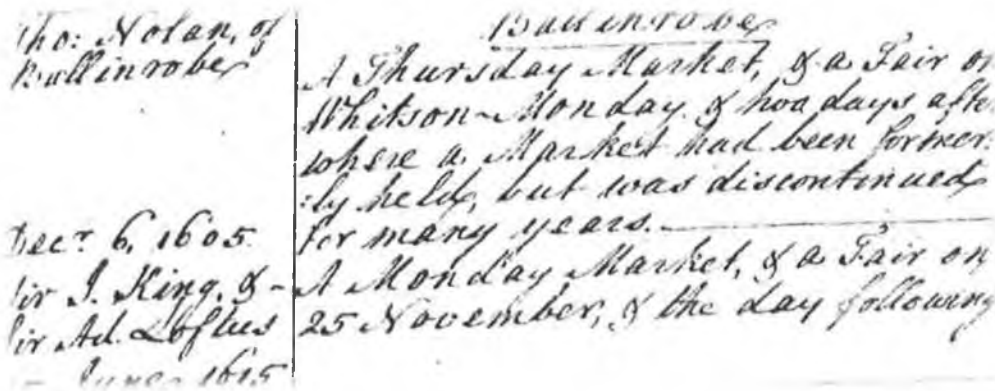 Tho: Nolan, of
Ballinrobe
Decr. 6, 1605
Sir J. King, & -
Sir Ad. Loftus
- June 1615
Ballinrobe
A Thursday Market, & a Fair on
Whitson-Monday & two days after
where a Market had been former:
:ly held, but was discontinued
for many years.
A Monday Market, & a Fair on
25 November, & the day following